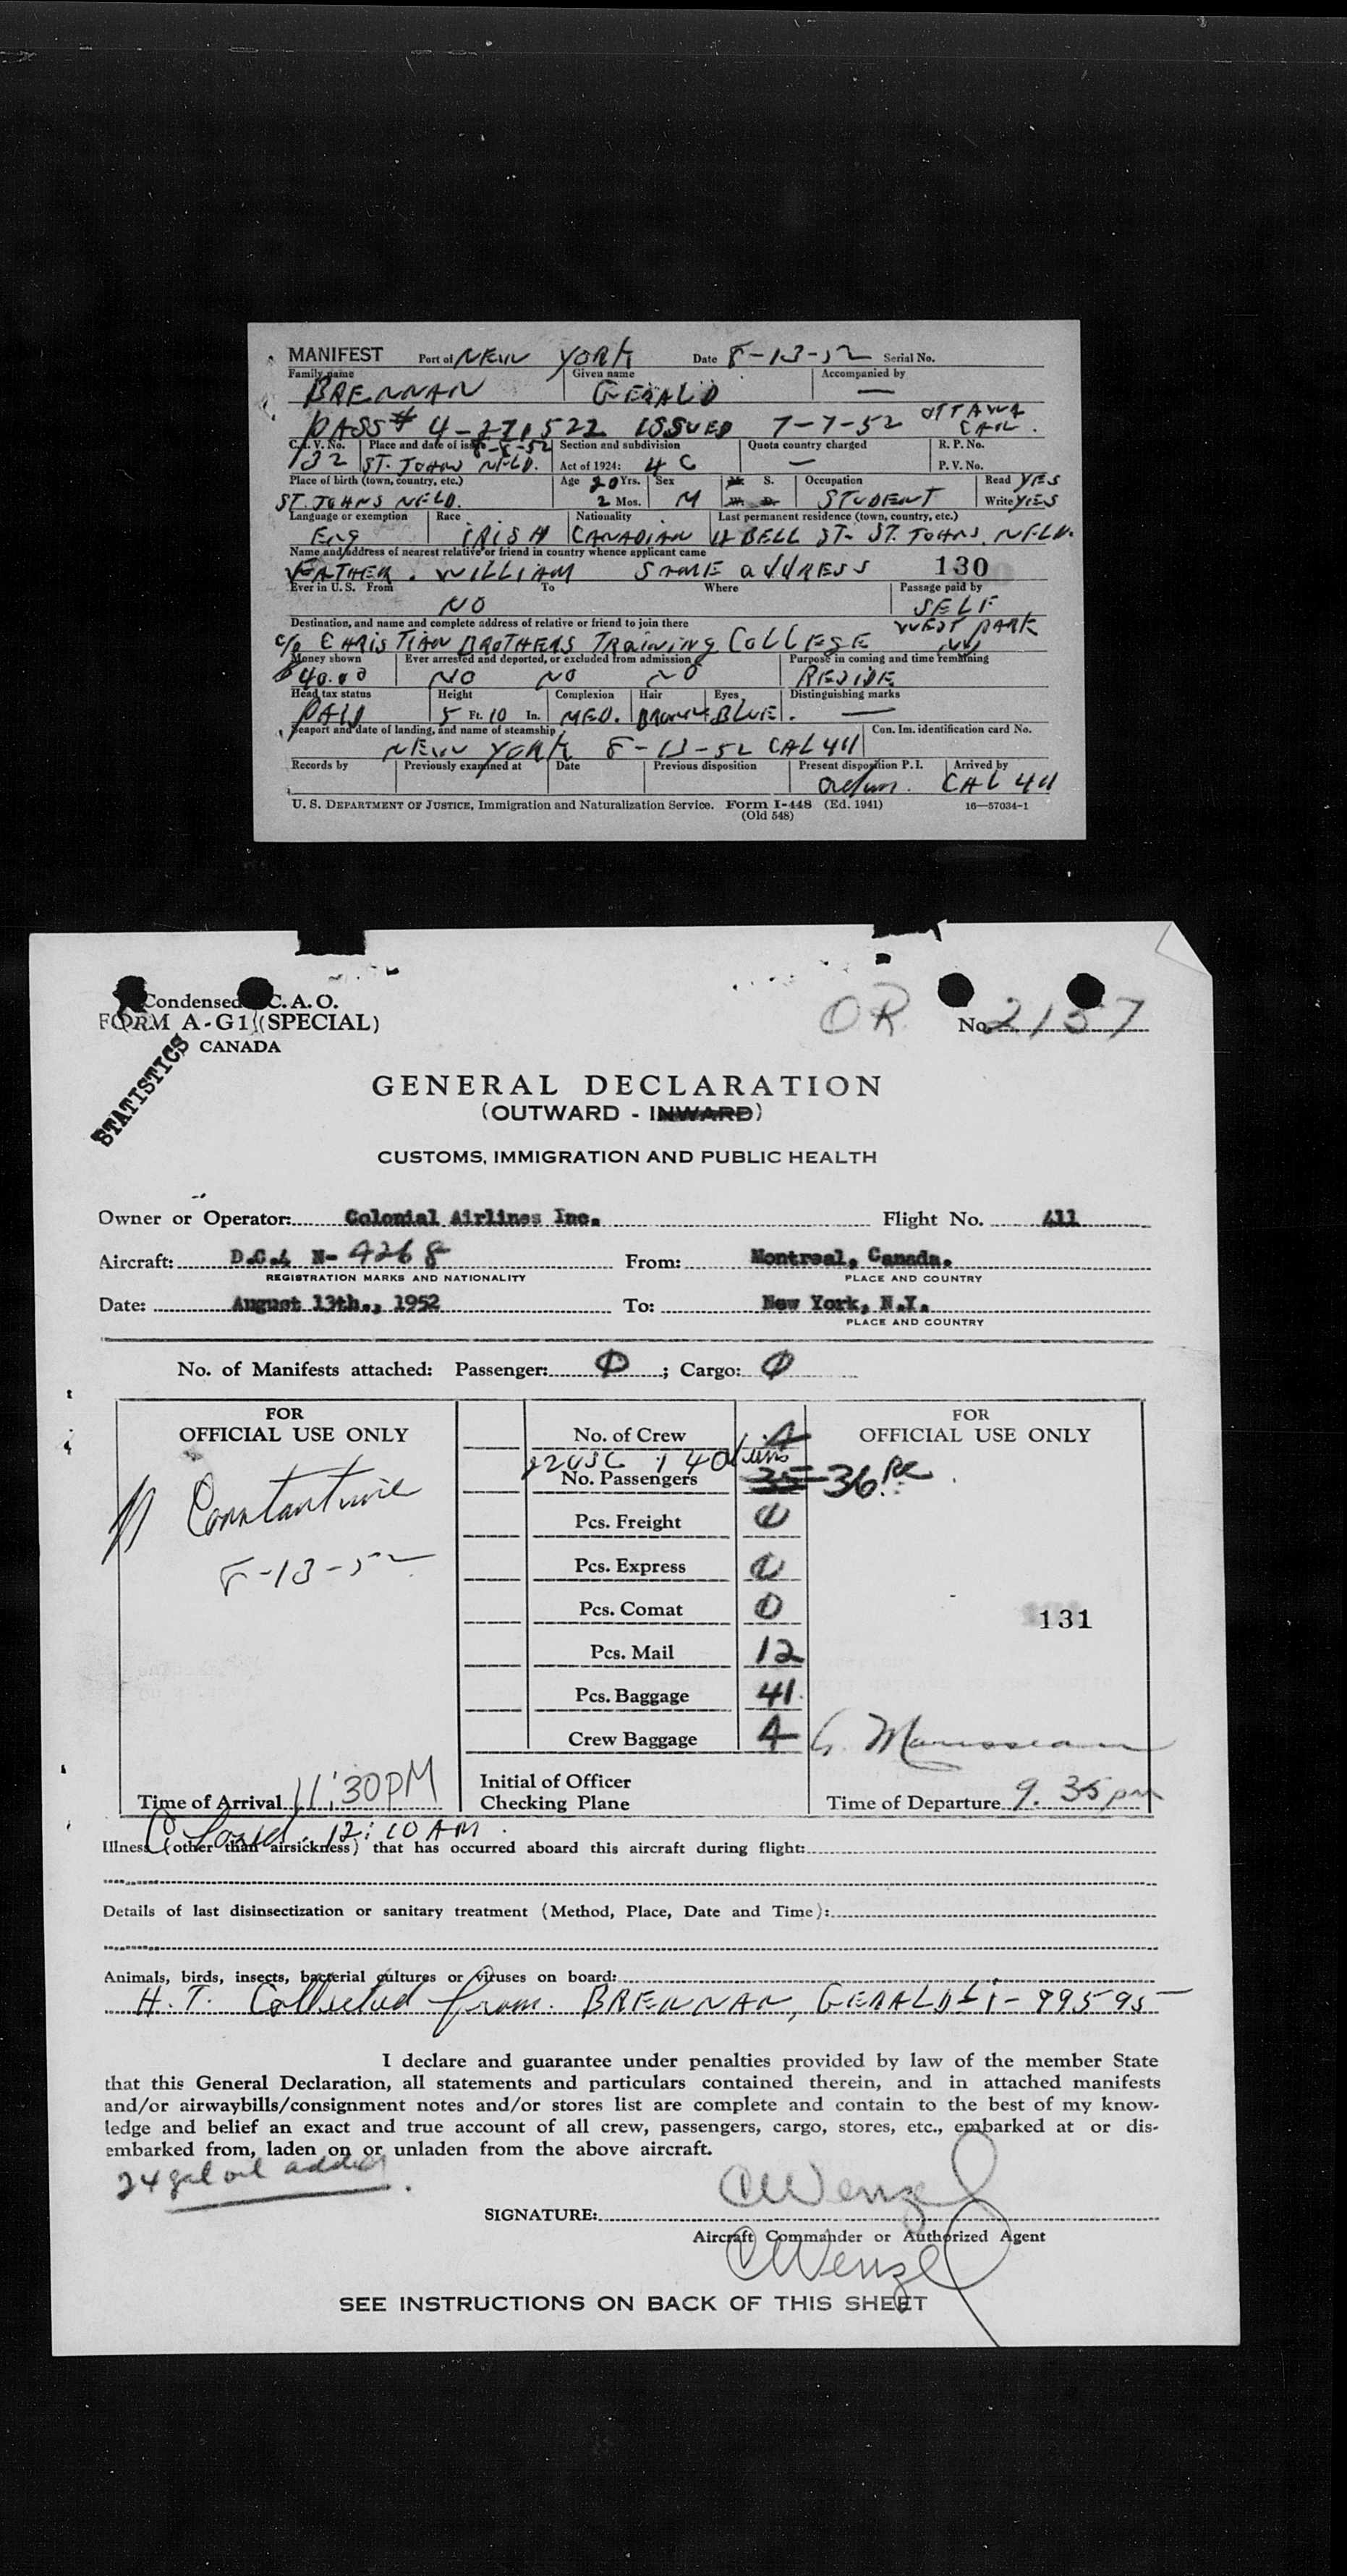 MANIFEST Port of NEW YORK Date 8-13-52 Serial No.
Family name Given name Accompanied by
BRENNAN GERALD —
PASS# 4-271522 ISSUED 7-7-52 OTTAWA CAN.
C.I.V. No. Place and date of issue 8-8-52 Section and subdivision Quota country charged R. P. No.
132 ST. JOHNS NFLD. Act of 1924: 4 C — P. V. No.
Place of birth (town, country, etc.) Age 20 Yrs. Sex M. S. Occupation Read YES
ST. JOHNS NFLD. 2 Mos. M W. D. STUDENT Write YES
Language or exemption Race Nationality Last permanent residence (town, country, etc.)
ENG IRISH CANADIAN BELL ST. ST. JOHNS, NFLD.
Name and address of nearest relative or friend in country whence applicant came
FATHER. WILLIAM SAME ADDRESS 130
Ever in U.S. From To Where Passage paid by
NO SELF
Destination, and name and complete address of relative or friend to join there WEST PARK
c/o CHRISTIAN BROTHERS TRAINING COLLEGE NY
Money shown Ever arrested and deported, or excluded from admission Purpose in coming and time remaining
$40.00 NO NO NO RESIDE
Head tax status Height Complexion Hair Eyes Distinguishing marks
PAID 5 Ft. 10 In. MED. BROWN BLUE. —
Seaport and date of landing, and name of steamship Con. Im. identification card No.
NEW YORK 8-13-52 CAL 411
Records by Previously examined at Date Previous disposition Present disposition P. I. Arrived by
Adm. CAL 411
U. S. DEPARTMENT OF JUSTICE, Immigration and Naturalization Service. Form I-448 (Ed. 1941) 16—57034-1
(Old 548)
Condensed I.C.A.O.
FORM A-G1 (SPECIAL) OR No. 2157
CANADA
STATISTICS
GENERAL DECLARATION
(OUTWARD - INWARD)
CUSTOMS, IMMIGRATION AND PUBLIC HEALTH
Owner or Operator: Colonial Airlines Inc. Flight No. 411
Aircraft: D.C.4 N- 4268 From: Montreal, Canada.
REGISTRATION MARKS AND NATIONALITY PLACE AND COUNTRY
Date: August 13th., 1952 To: New York, N.Y.
PLACE AND COUNTRY
No. of Manifests attached: Passenger: 0 ; Cargo: 0
FOR FOR
OFFICIAL USE ONLY No. of Crew 4 OFFICIAL USE ONLY
32 USC 4 aliens
No. Passengers 35 36
Constantine
Pcs. Freight 0
8-13-52
Pcs. Express 0
Pcs. Comat 0
131
Pcs. Mail 12
Pcs. Baggage 41
Crew Baggage 4
Initial of Officer
Time of Arrival 11:30PM Checking Plane Time of Departure 9.35 pm
12:10 AM
Illness (other than airsickness) that has occurred aboard this aircraft during flight:
Details of last disinsectization or sanitary treatment (Method, Place, Date and Time):
Animals, birds, insects, bacterial cultures or viruses on board:
H.T. Collected from. BRENNAN, GERALD Li-99595
I declare and guarantee under penalties provided by law of the member State
that this General Declaration, all statements and particulars contained therein, and in attached manifests
and/or airwaybills/consignment notes and/or stores list are complete and contain to the best of my know-
ledge and belief an exact and true account of all crew, passengers, cargo, stores, etc., embarked at or dis-
embarked from, laden on or unladen from the above aircraft.
24 gal oil added.
CWenzel
SIGNATURE:
Aircraft Commander or Authorized Agent
CWenzel
SEE INSTRUCTIONS ON BACK OF THIS SHEET